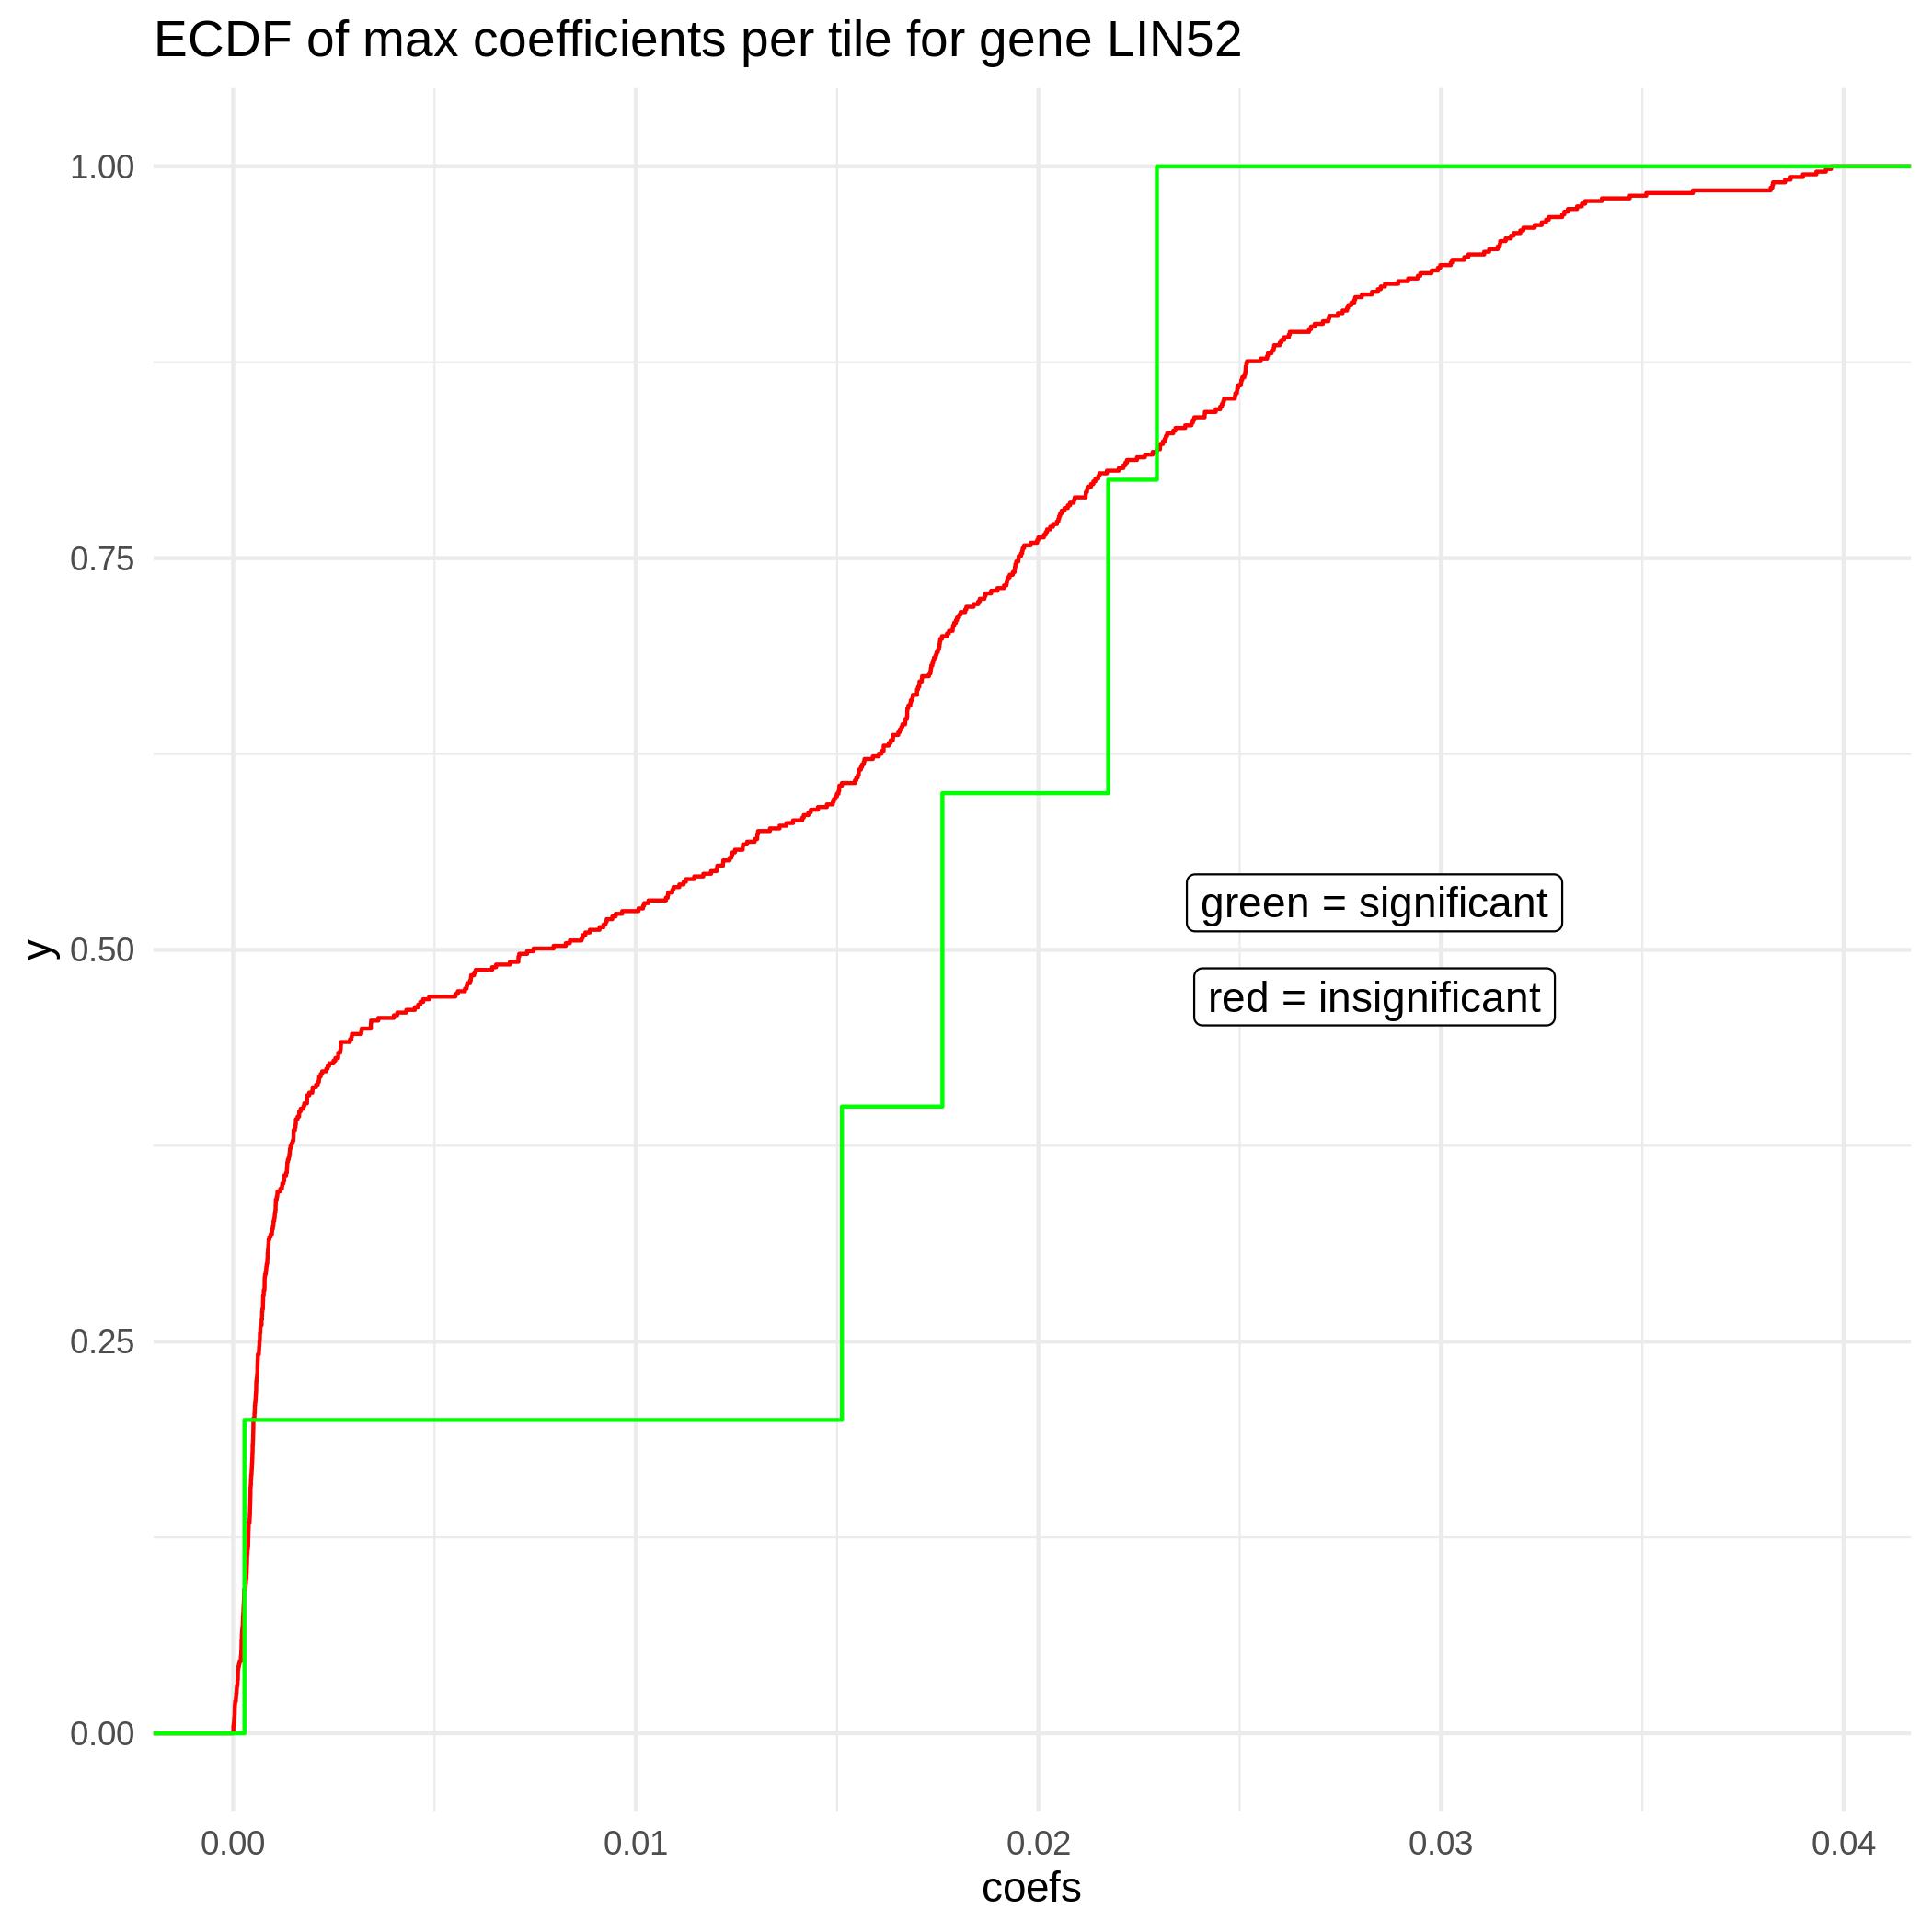 ECDF of max coefficients per tile for gene LIN52
1.00
0.75
0.50
0.25
0.00
y
green = significant
red = insignificant
0.00 0.01 0.02 0.03 0.04
coefs